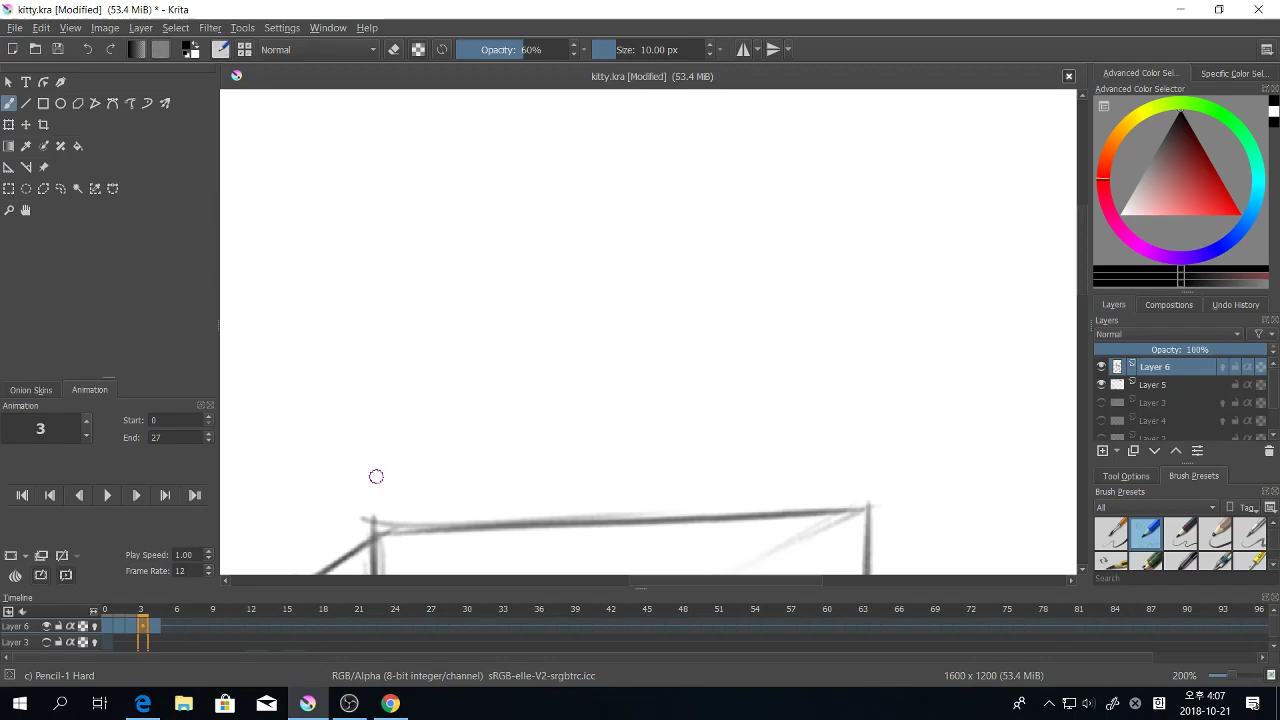 kitty.kra [Modified] (53.4 MiB) * - Krita
File Edit View Image Layer Select Filter Tools Settings Window Help
Normal Opacity: 60% Size: 10.00 px
kitty.kra [Modified] (53.4 MiB)
Advanced Color Sel... Specific Color Sel...
Advanced Color Selector
Layers Compositions Undo History
Layers
Normal
Opacity: 100%
Layer 6
Layer 5
Layer 3
Layer 4
Onion Skins Animation
Animation
3 Start: 0
End: 27
Play Speed: 1.00
Frame Rate: 12
Tool Options Brush Presets
Brush Presets
All Tag
Search
Timeline
0 3 6 9 12 15 18 21 24 27 30 33 36 39 42 45 48 51 54 57 60 63 66 69 72 75 78 81 84 87 90 93 96
Layer 6
Layer 3
c) Pencil-1 Hard RGB/Alpha (8-bit integer/channel) sRGB-elle-V2-srgbtrc.icc 1600 x 1200 (53.4 MiB) 200%
오후 4:07
2018-10-21